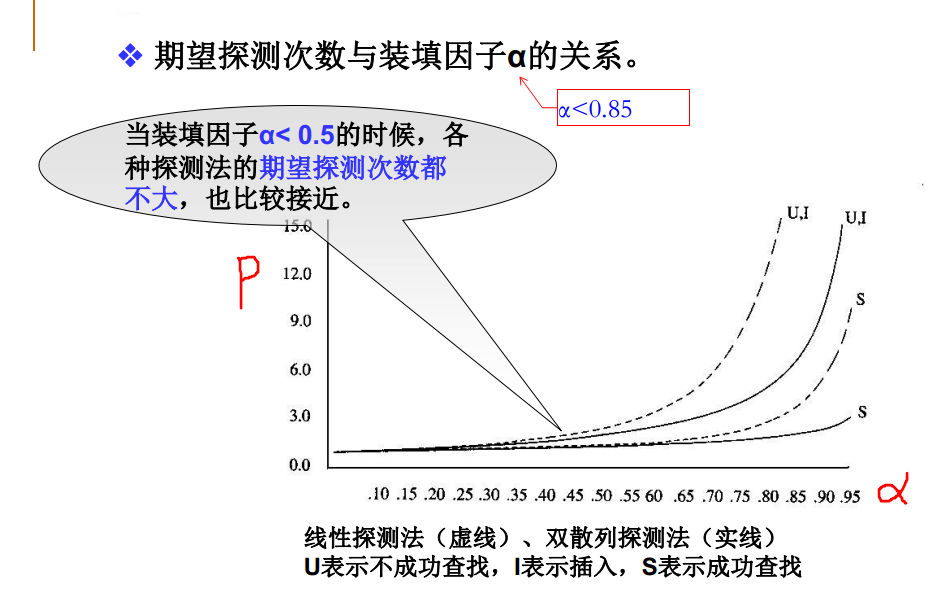 ❖ 期望探测次数与装填因子α的关系。
α<0.85
当装填因子α< 0.5的时候，各
种探测法的期望探测次数都
不大，也比较接近。
15.0
12.0
9.0
6.0
3.0
0.0
P
U,I
U,I
S
S
.10 .15 .20 .25 .30 .35 .40 .45 .50 .55 60 .65 .70 .75 .80 .85 .90 .95
α
线性探测法（虚线）、双散列探测法（实线）
U表示不成功查找，I表示插入，S表示成功查找